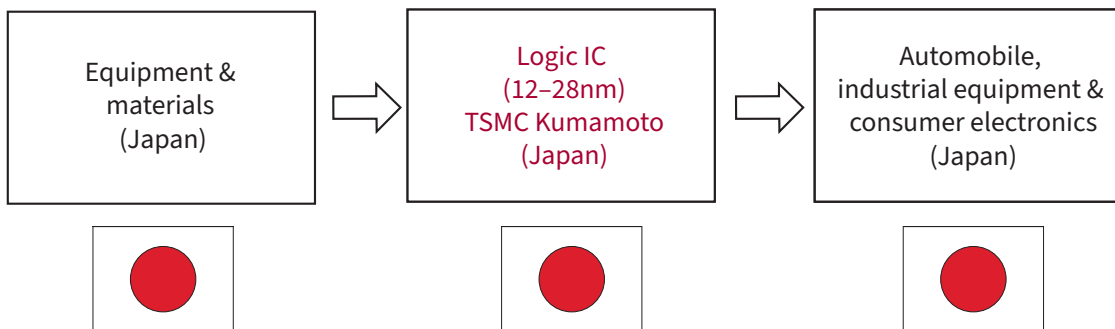 Equipment &
materials
(Japan)
Logic IC
(12–28nm)
TSMC Kumamoto
(Japan)
Automobile,
industrial equipment &
consumer electronics
(Japan)